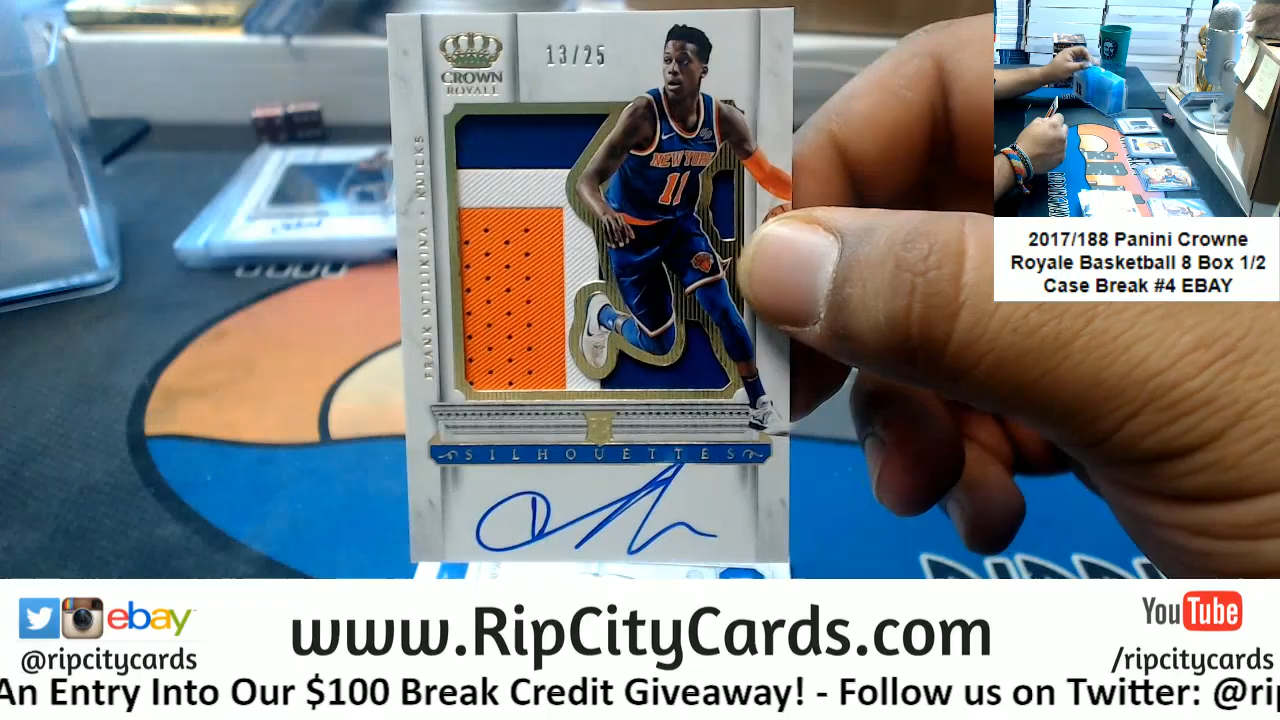 CROWN
ROYALE
13/25
FRANK NTILIKINA • KNICKS
NEW YORK
11
SILHOUETTES
2017/188 Panini Crowne
Royale Basketball 8 Box 1/2
Case Break #4 EBAY
ebay
@ripcitycards
www.RipCityCards.com
You Tube
/ripcitycards
An Entry Into Our $100 Break Credit Giveaway! - Follow us on Twitter: @rip